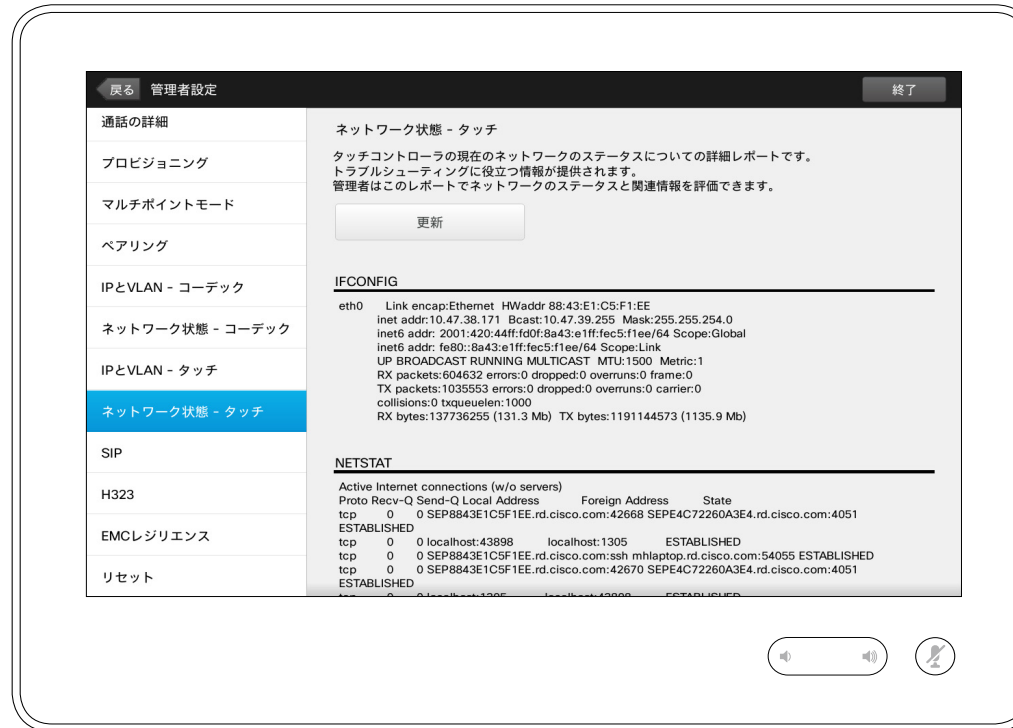 戻る 管理者設定 終了
通話の詳細
プロビジョニング
マルチポイントモード
ペアリング
IPとVLAN - コーデック
ネットワーク状態 - コーデック
IPとVLAN - タッチ
ネットワーク状態 - タッチ
SIP
H323
EMCレジリエンス
リセット
ネットワーク状態 - タッチ
タッチコントローラの現在のネットワークのステータスについての詳細レポートです。
トラブルシューティングに役立つ情報が提供されます。
管理者はこのレポートでネットワークのステータスと関連情報を評価できます。
更新
IFCONFIG
eth0 Link encap:Ethernet HWaddr 88:43:E1:C5:F1:EE
inet addr:10.47.38.171 Bcast:10.47.39.255 Mask:255.255.254.0
inet6 addr: 2001:420:44ff:fd0f:8a43:e1ff:fec5:f1ee/64 Scope:Global
inet6 addr: fe80::8a43:e1ff:fec5:f1ee/64 Scope:Link
UP BROADCAST RUNNING MULTICAST MTU:1500 Metric:1
RX packets:604632 errors:0 dropped:0 overruns:0 frame:0
TX packets:1035553 errors:0 dropped:0 overruns:0 carrier:0
collisions:0 txqueuelen:1000
RX bytes:137736255 (131.3 Mb) TX bytes:1191144573 (1135.9 Mb)
NETSTAT
Active Internet connections (w/o servers)
Proto Recv-Q Send-Q Local Address Foreign Address State
tcp 0 0 SEP8843E1C5F1EE.rd.cisco.com:42668 SEPE4C72260A3E4.rd.cisco.com:4051
ESTABLISHED
tcp 0 0 localhost:43898 localhost:1305 ESTABLISHED
tcp 0 0 SEP8843E1C5F1EE.rd.cisco.com:ssh mhlaptop.rd.cisco.com:54055 ESTABLISHED
tcp 0 0 SEP8843E1C5F1EE.rd.cisco.com:42670 SEPE4C72260A3E4.rd.cisco.com:4051
ESTABLISHED